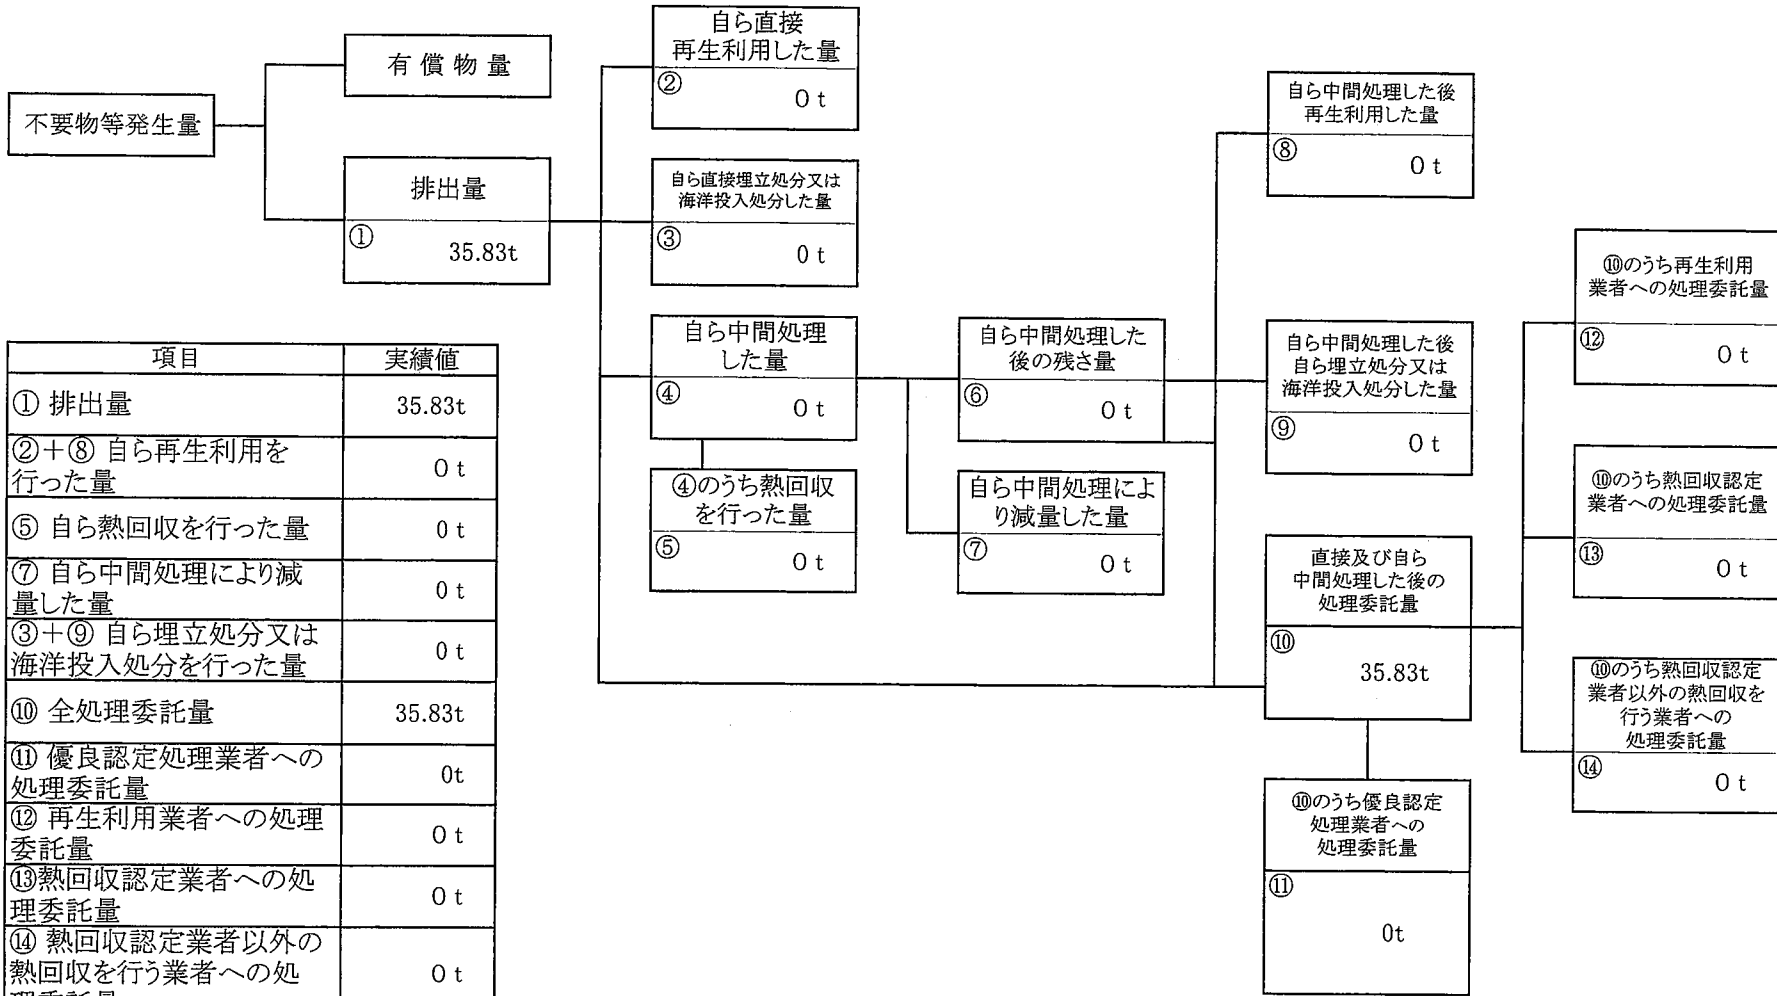 不要物等発生量
有償物量
排出量
①
35.83t
自ら直接
再生利用した量
②
0 t
自ら直接埋立処分又は
海洋投入処分した量
③
0 t
自ら中間処理
した量
④
0 t
④のうち熱回収
を行った量
⑤
0 t
自ら中間処理した
後の残さ量
⑥
0 t
自ら中間処理によ
り減量した量
⑦
0 t
自ら中間処理した後
再生利用した量
⑧
0 t
自ら中間処理した後
自ら埋立処分又は
海洋投入処分した量
⑨
0 t
直接及び自ら
中間処理した後の
処理委託量
⑩
35.83t
⑩のうち優良認定
処理業者への
処理委託量
⑪
0t
⑩のうち再生利用
業者への処理委託量
⑫
0 t
⑩のうち熱回収認定
業者への処理委託量
⑬
0 t
⑩のうち熱回収認定
業者以外の熱回収を
行う業者への
処理委託量
⑭
0 t
項目 実績値
① 排出量 35.83t
②+⑧ 自ら再生利用を
行った量 0 t
⑤ 自ら熱回収を行った量 0 t
⑦ 自ら中間処理により減
量した量 0 t
③+⑨ 自ら埋立処分又は
海洋投入処分を行った量 0 t
⑩ 全処理委託量 35.83t
⑪ 優良認定処理業者への
処理委託量 0t
⑫ 再生利用業者への処理
委託量 0 t
⑬熱回収認定業者への処
理委託量 0 t
⑭ 熱回収認定業者以外の
熱回収を行う業者への処 0 t